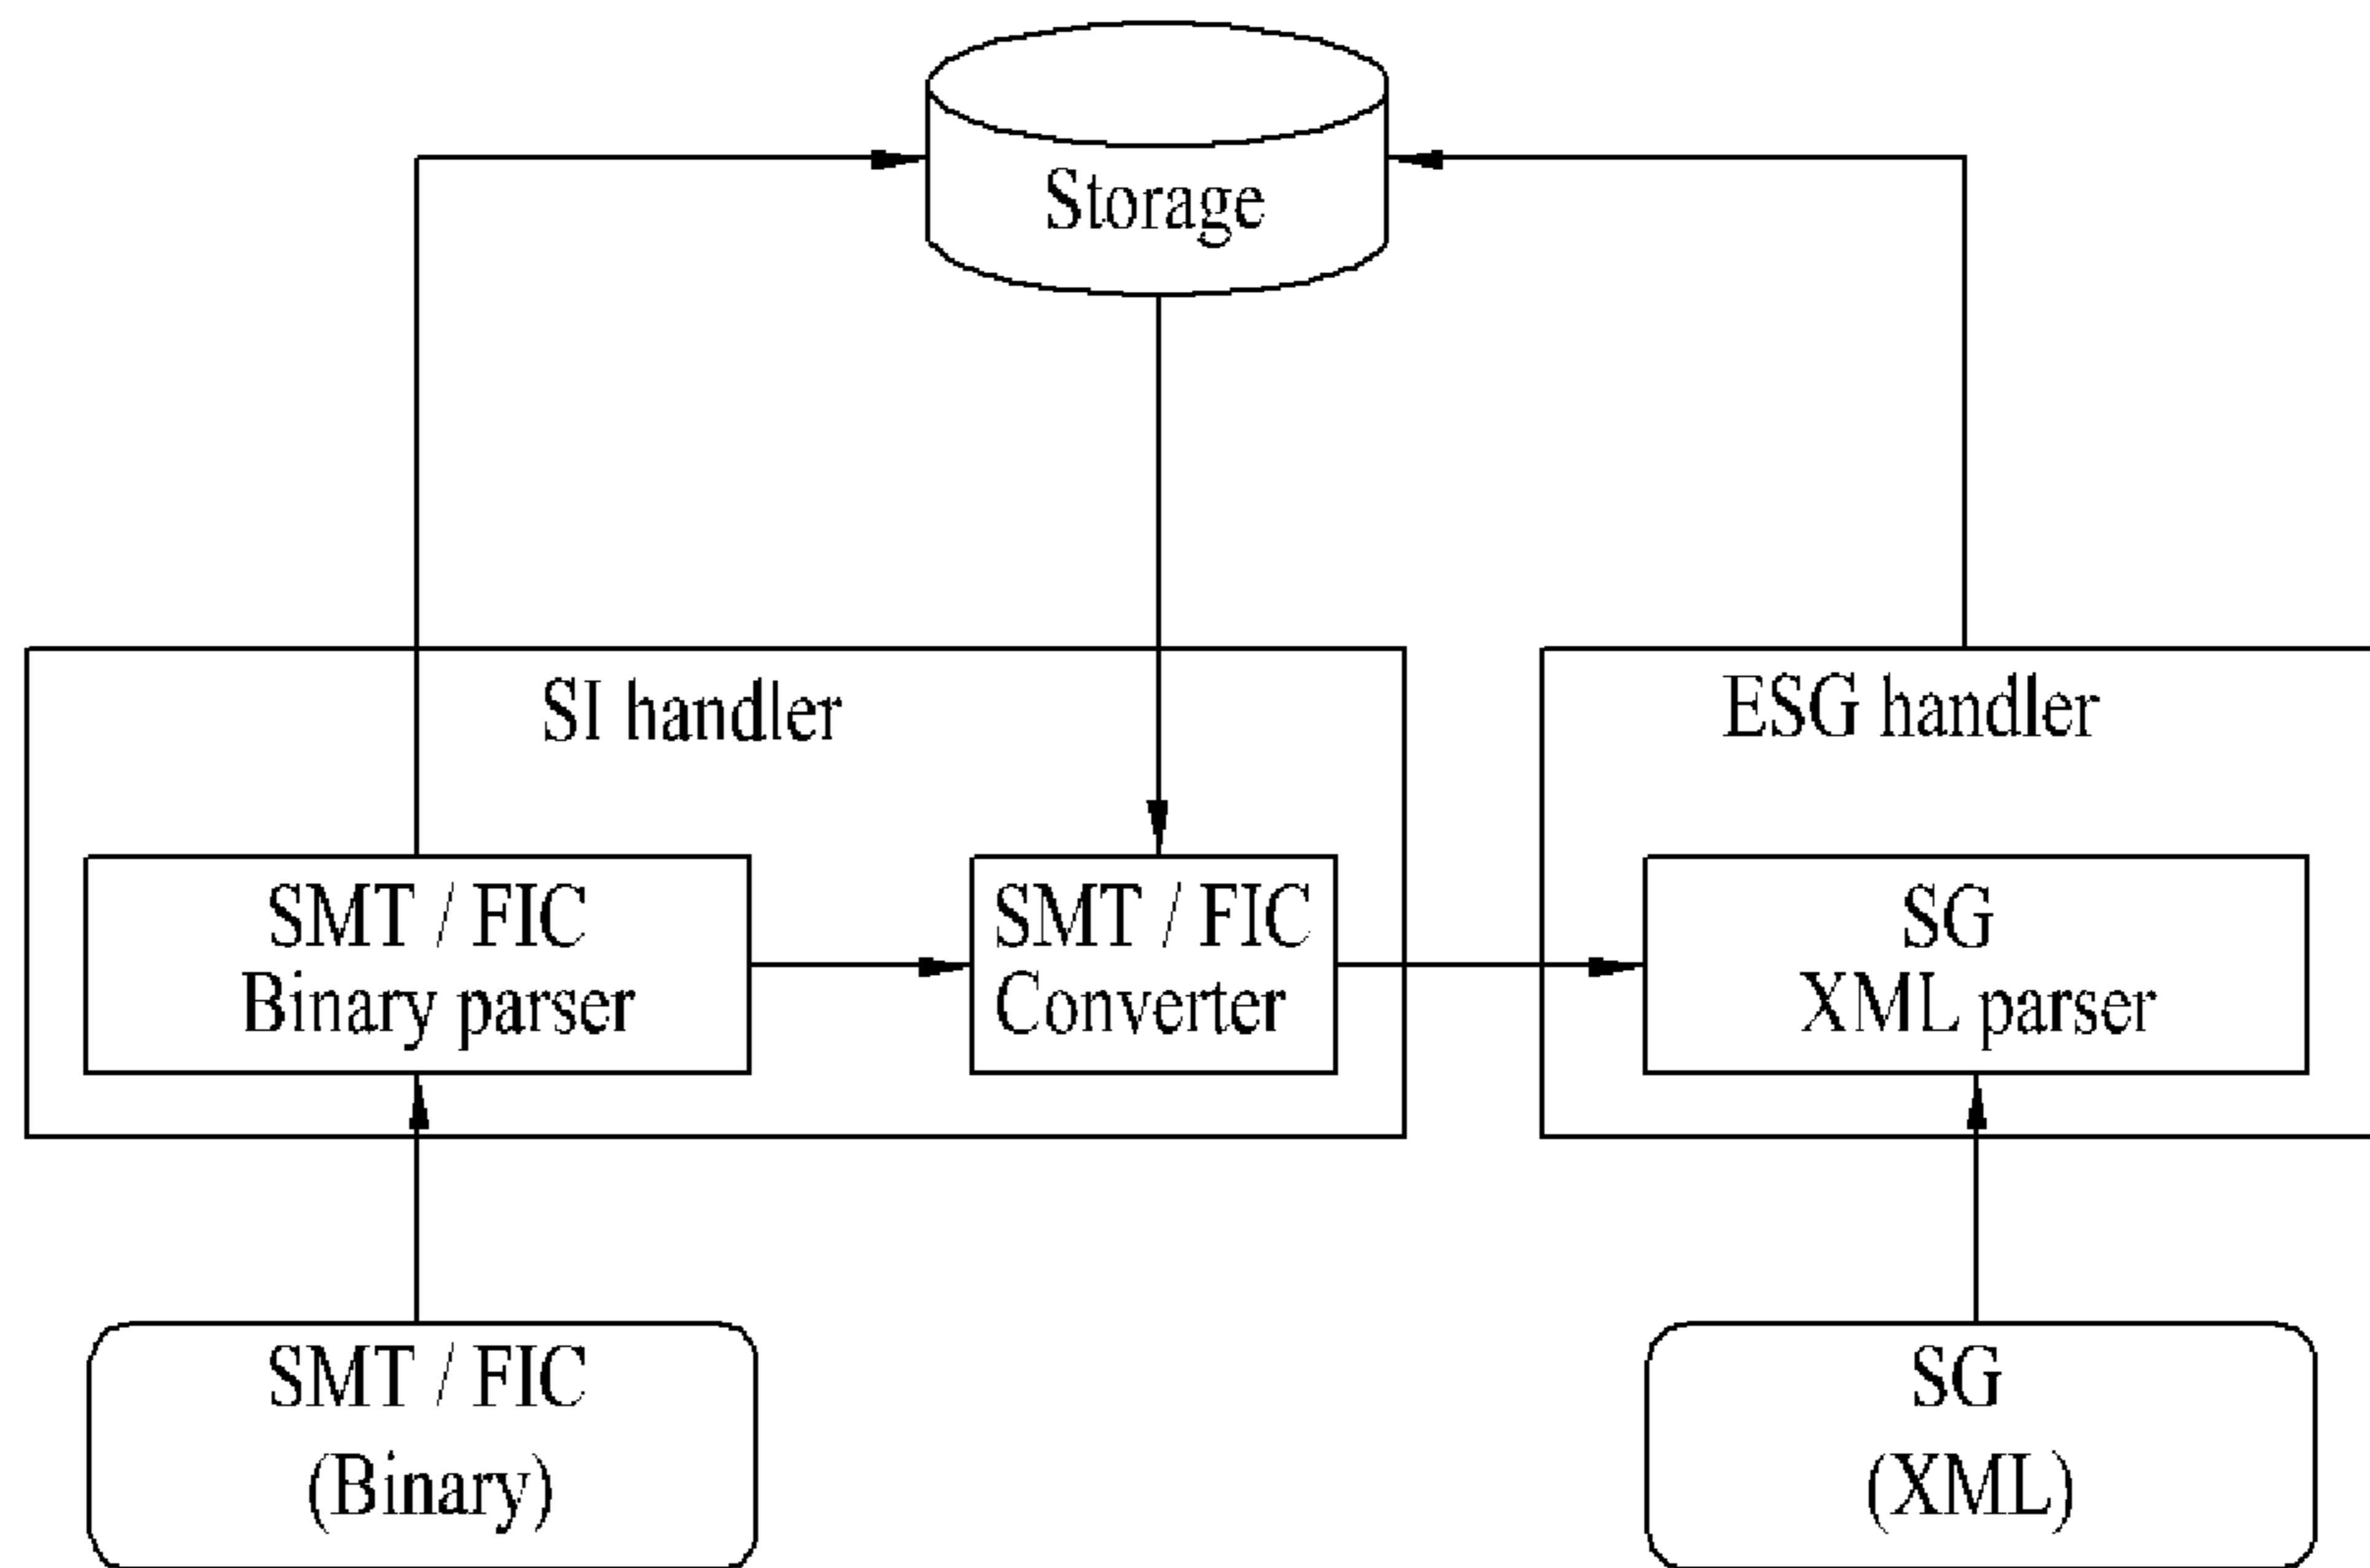 Storage
SI handler
ESG handler
SMT / FIC
Binary parser
SMT / FIC
Converter
SG
XML parser
SMT / FIC
(Binary)
SG
(XML)